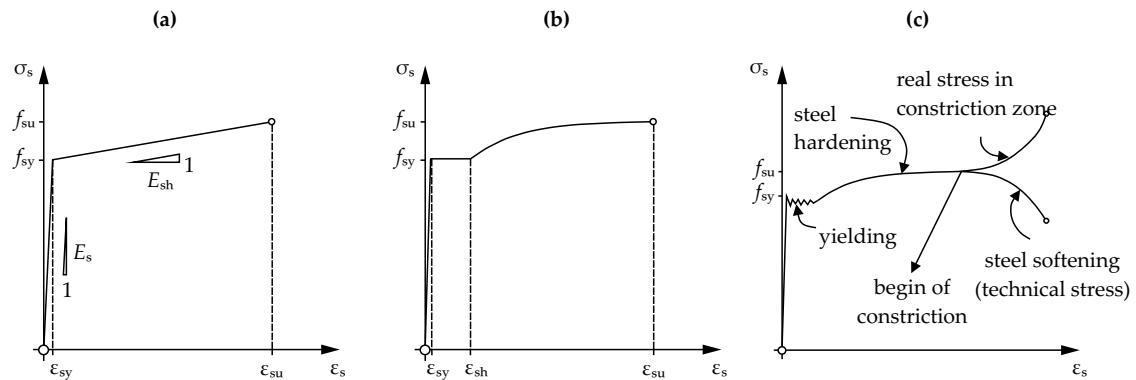 (a)
σs
fsu
fsy
1
Esh
Es
1
εsy
εsu
εs
(b)
σs
fsu
fsy
εsy
εsh
εsu
εs
(c)
σs
real stress in
constriction zone
steel
hardening
fsu
fsy
yielding
steel softening
(technical stress)
begin of
constriction
εs